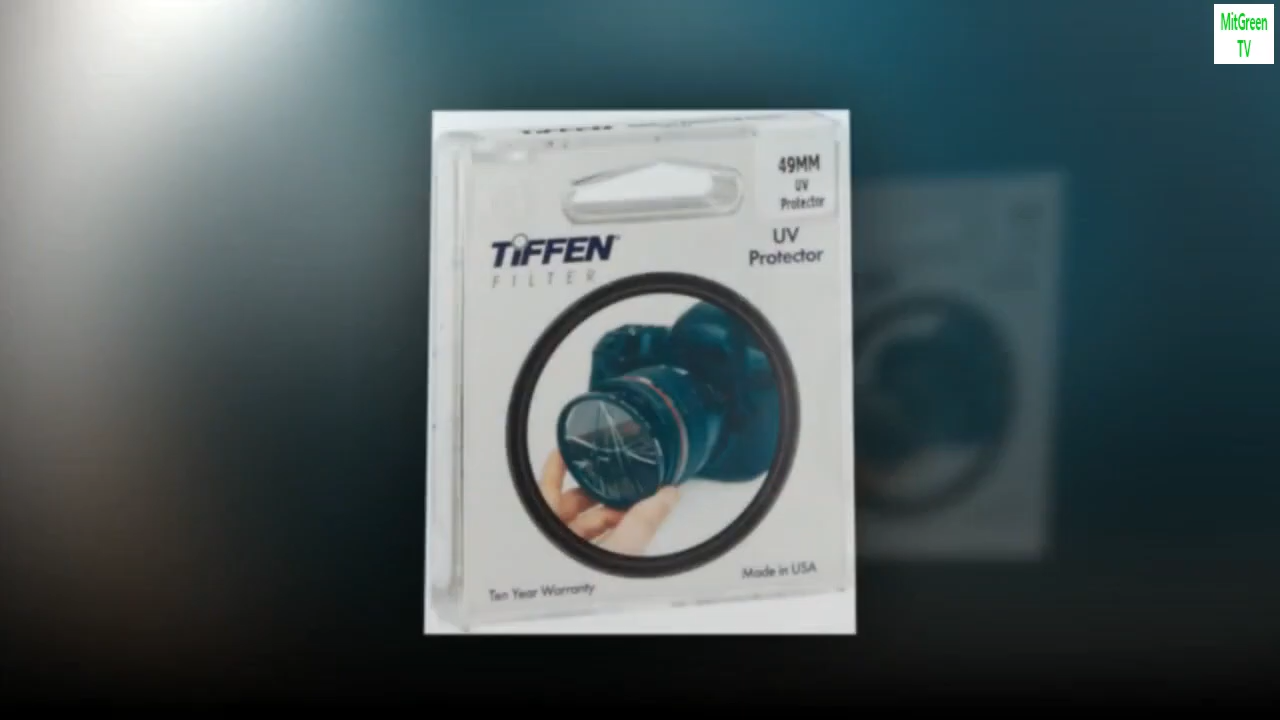 MitGreen
TV
49MM
UV
Protector
TiFFEN
FILTER
UV
Protector
Ten Year Warranty
Made in USA